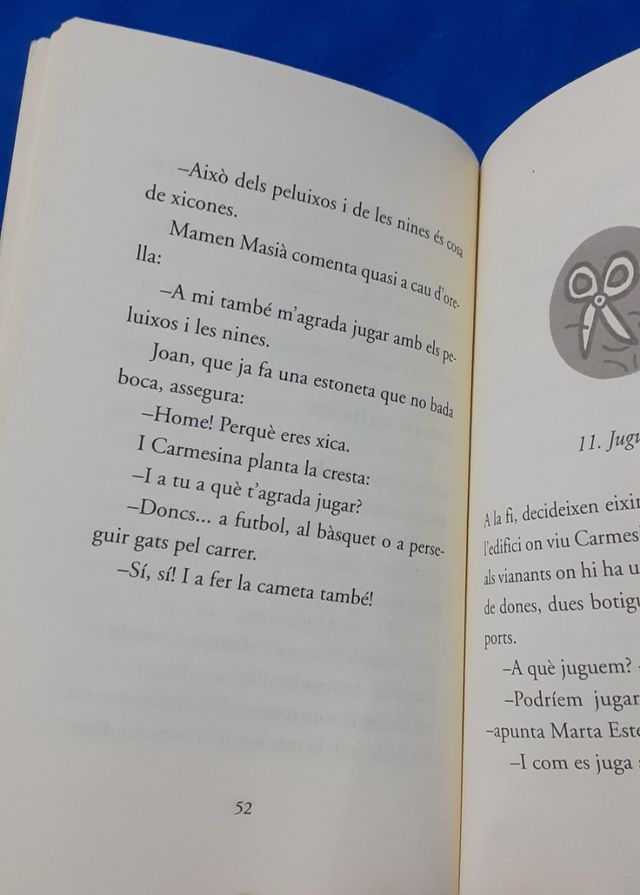 –Això dels peluixos i de les nines és cosa
de xicones.
Mamen Masià comenta quasi a cau d'ore-
lla:
–A mi també m'agrada jugar amb els pe-
luixos i les nines.
Joan, que ja fa una estoneta que no bada
boca, assegura:
–Home! Perquè eres xica.
I Carmesina planta la cresta:
–I a tu a què t'agrada jugar?
–Doncs... a futbol, al bàsquet o a perse-
guir gats pel carrer.
–Sí, sí! I a fer la cameta també!
52
11. Jugu
A la fi, decideixen eixir
l'edifici on viu Carmes
als vianants on hi ha u
de dones, dues botigu
ports.
–A què juguem?
–Podríem jugar
–apunta Marta Este
–I com es juga